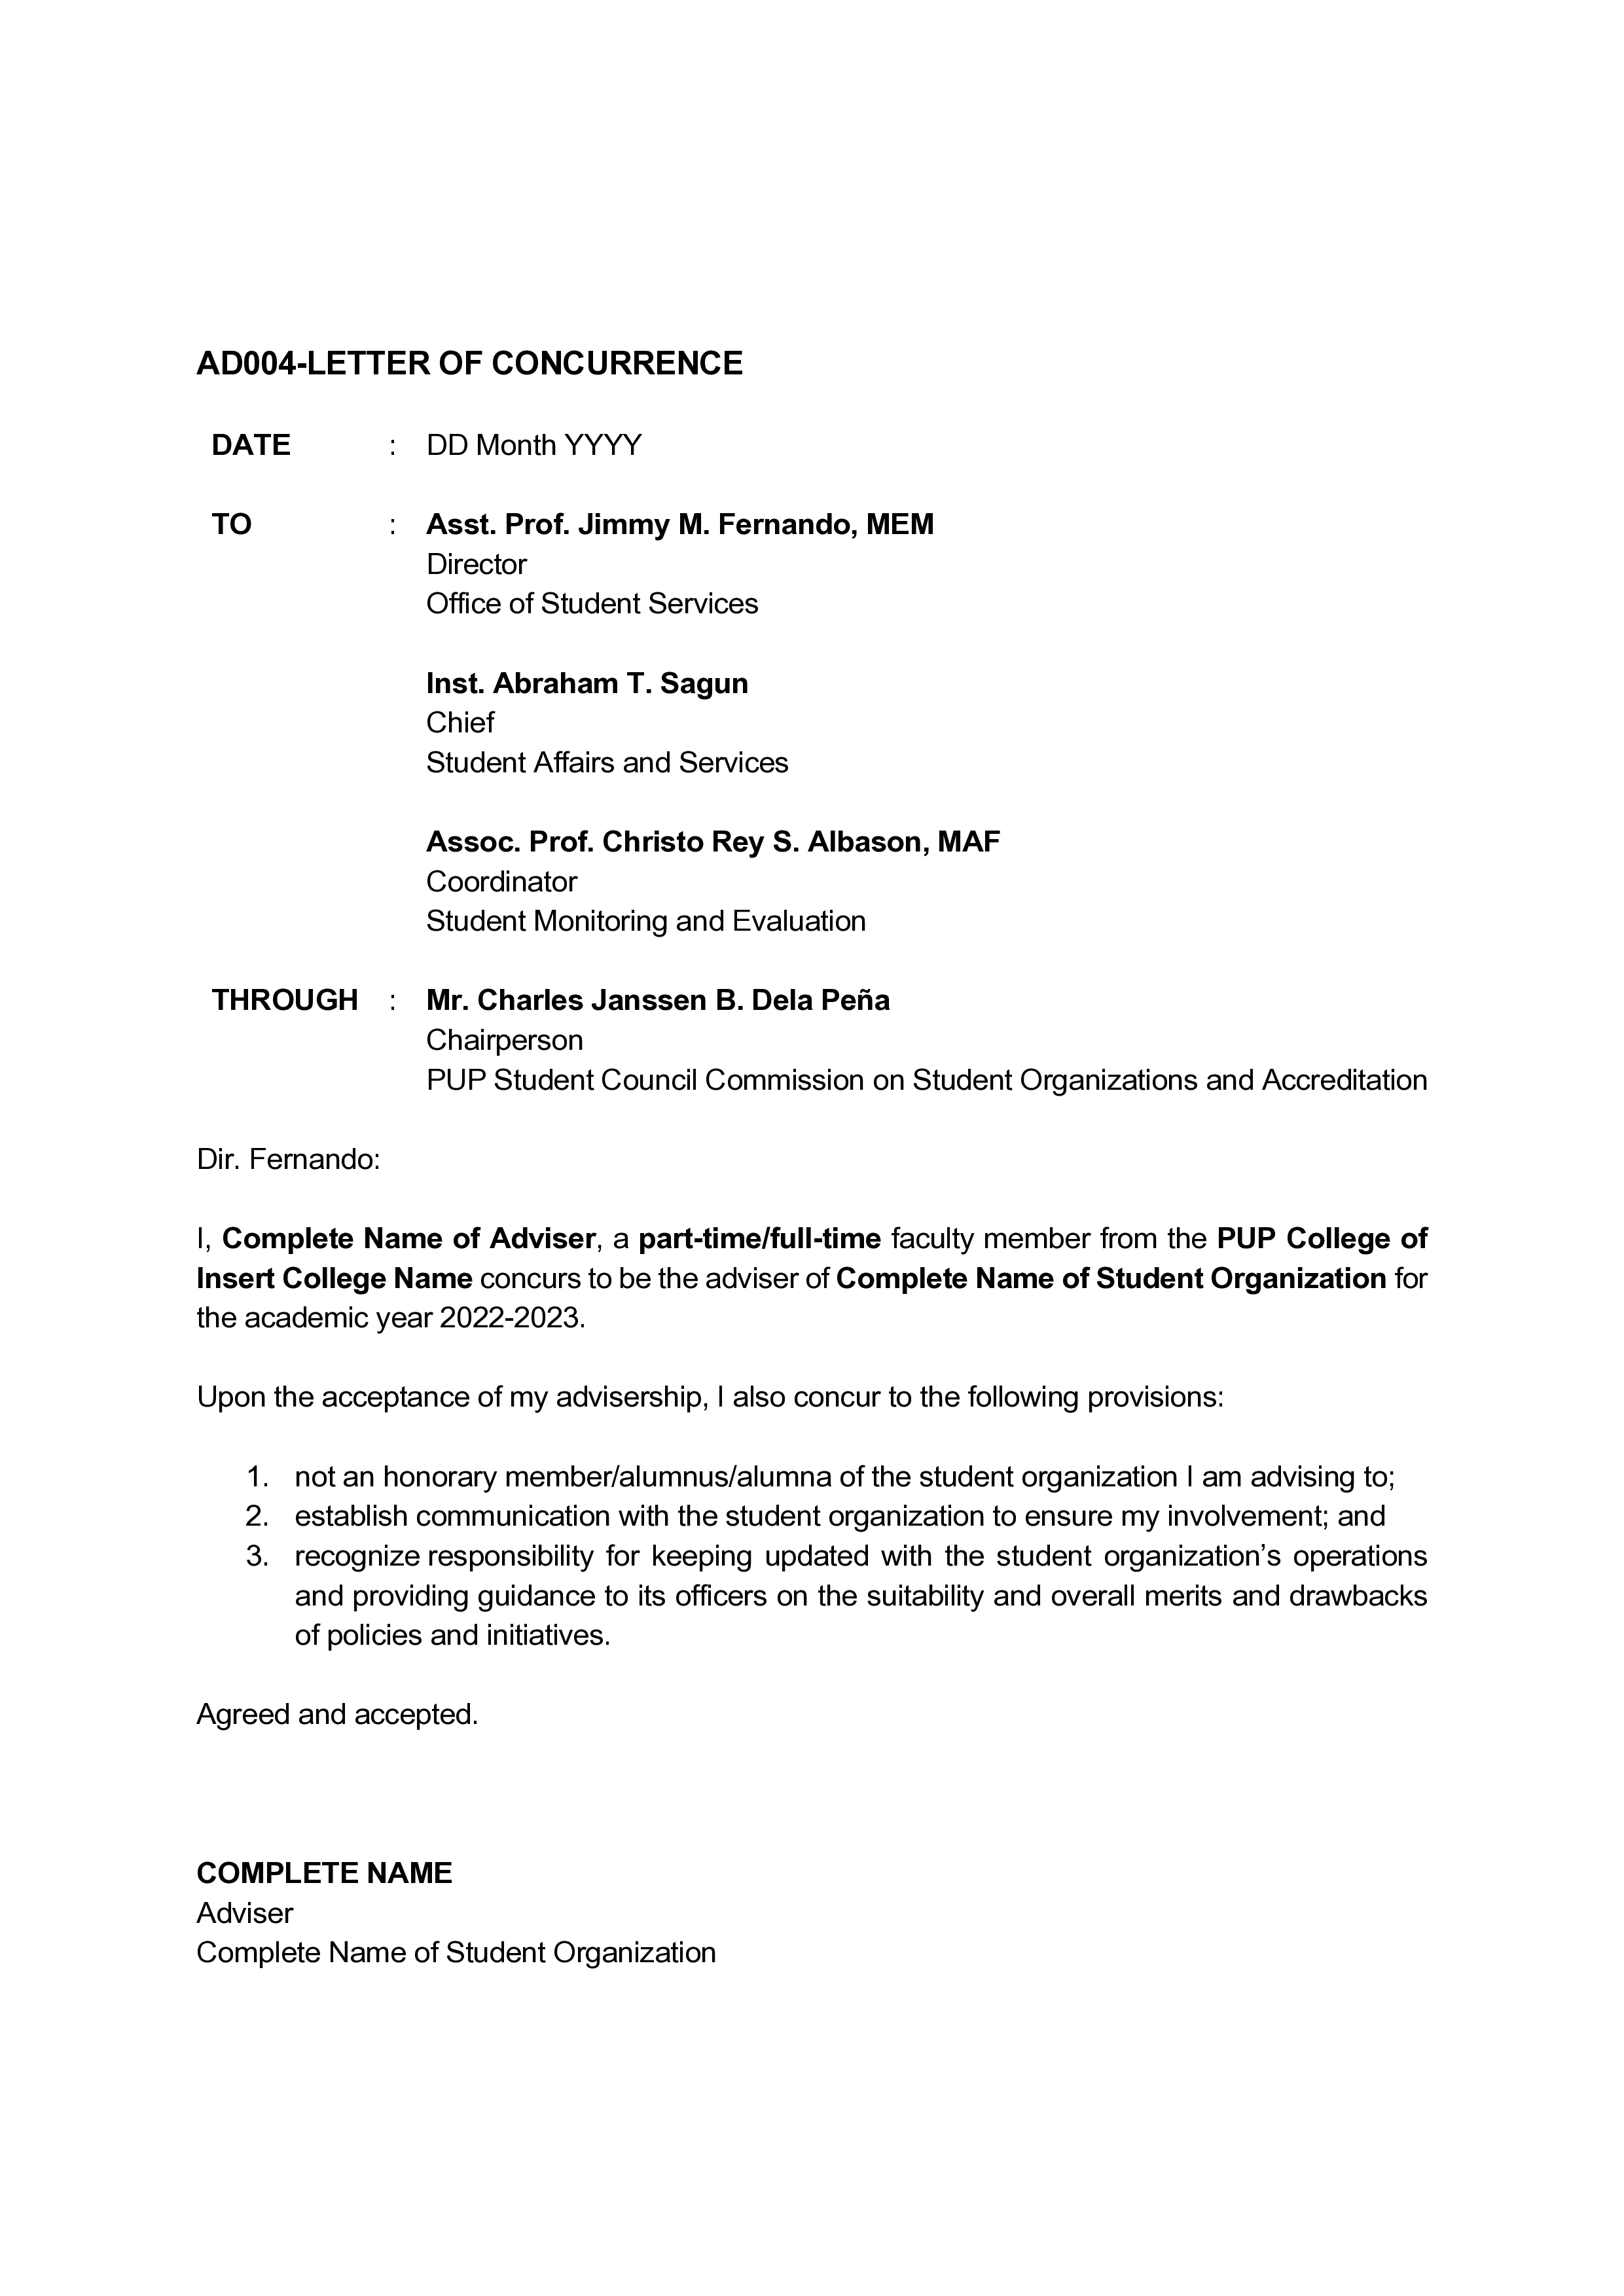 AD004-LETTER OF CONCURRENCE
DATE : DD Month YYYY
TO : Asst. Prof. Jimmy M. Fernando, MEM
Director
Office of Student Services
Inst. Abraham T. Sagun
Chief
Student Affairs and Services
Assoc. Prof. Christo Rey S. Albason, MAF
Coordinator
Student Monitoring and Evaluation
THROUGH : Mr. Charles Janssen B. Dela Peña
Chairperson
PUP Student Council Commission on Student Organizations and Accreditation
Dir. Fernando:
I, Complete Name of Adviser, a part-time/full-time faculty member from the PUP College of
Insert College Name concurs to be the adviser of Complete Name of Student Organization for
the academic year 2022-2023.
Upon the acceptance of my advisership, I also concur to the following provisions:
1. not an honorary member/alumnus/alumna of the student organization I am advising to;
2. establish communication with the student organization to ensure my involvement; and
3. recognize responsibility for keeping updated with the student organization’s operations
and providing guidance to its officers on the suitability and overall merits and drawbacks
of policies and initiatives.
Agreed and accepted.
COMPLETE NAME
Adviser
Complete Name of Student Organization